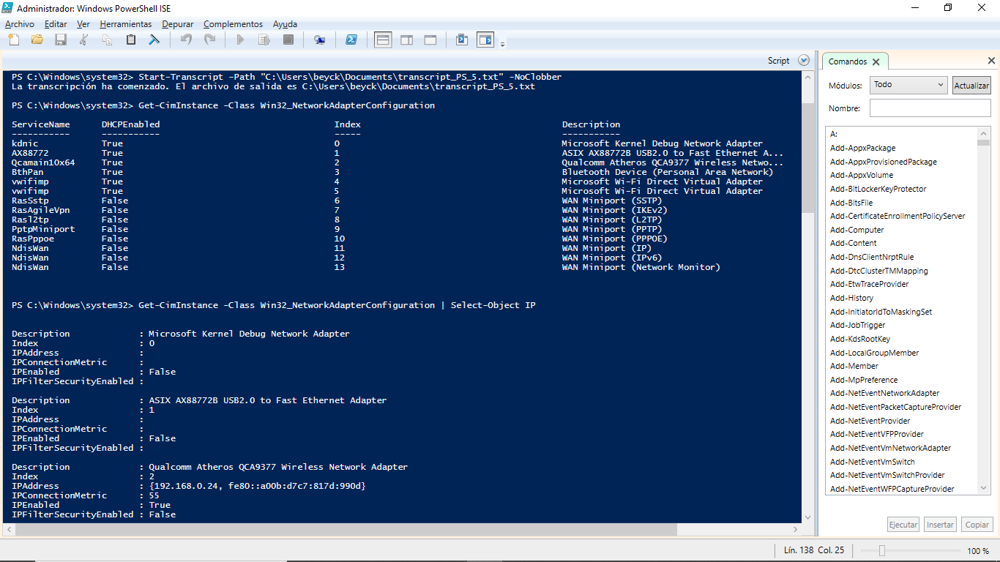 Administrador: Windows PowerShell ISE
Archivo Editar Ver Herramientas Depurar Complementos Ayuda
Script
PS C:\Windows\system32> Start-Transcript -Path "C:\Users\beyck\Documents\transcript_PS_5.txt" -NoClobber
La transcripción ha comenzado. El archivo de salida es C:\Users\beyck\Documents\transcript_PS_5.txt
PS C:\Windows\system32> Get-CimInstance -Class Win32_NetworkAdapterConfiguration
ServiceName DHCPEnabled Index Description
----------- ----------- ----- -----------
kdnic True 0 Microsoft Kernel Debug Network Adapter
AX88772 True 1 ASIX AX88772B USB2.0 to Fast Ethernet A...
Qcamain10x64 True 2 Qualcomm Atheros QCA9377 Wireless Netwo...
BthPan True 3 Bluetooth Device (Personal Area Network)
vwifimp True 4 Microsoft Wi-Fi Direct Virtual Adapter
vwifimp True 5 Microsoft Wi-Fi Direct Virtual Adapter
RasSstp False 6 WAN Miniport (SSTP)
RasAgileVpn False 7 WAN Miniport (IKEv2)
Rasl2tp False 8 WAN Miniport (L2TP)
PptpMiniport False 9 WAN Miniport (PPTP)
RasPppoe False 10 WAN Miniport (PPPOE)
NdisWan False 11 WAN Miniport (IP)
NdisWan False 12 WAN Miniport (IPv6)
NdisWan False 13 WAN Miniport (Network Monitor)
PS C:\Windows\system32> Get-CimInstance -Class Win32_NetworkAdapterConfiguration | Select-Object IP
Description : Microsoft Kernel Debug Network Adapter
Index : 0
IPAddress :
IPConnectionMetric :
IPEnabled : False
IPFilterSecurityEnabled :
Description : ASIX AX88772B USB2.0 to Fast Ethernet Adapter
Index : 1
IPAddress :
IPConnectionMetric :
IPEnabled : False
IPFilterSecurityEnabled :
Description : Qualcomm Atheros QCA9377 Wireless Network Adapter
Index : 2
IPAddress : {192.168.0.24, fe80::a00b:d7c7:817d:990d}
IPConnectionMetric : 55
IPEnabled : True
IPFilterSecurityEnabled : False
Comandos
Módulos: Todo Actualizar
Nombre:
A:
Add-AppxPackage
Add-AppxProvisionedPackage
Add-AppxVolume
Add-BitLockerKeyProtector
Add-BitsFile
Add-CertificateEnrollmentPolicyServer
Add-Computer
Add-Content
Add-DnsClientNrptRule
Add-DtcClusterTMMapping
Add-EtwTraceProvider
Add-History
Add-InitiatorIdToMaskingSet
Add-JobTrigger
Add-KdsRootKey
Add-LocalGroupMember
Add-Member
Add-MpPreference
Add-NetEventNetworkAdapter
Add-NetEventPacketCaptureProvider
Add-NetEventProvider
Add-NetEventVFPProvider
Add-NetEventVmNetworkAdapter
Add-NetEventVmSwitch
Add-NetEventVmSwitchProvider
Add-NetEventWFPCaptureProvider
Ejecutar Insertar Copiar
Lín. 138 Col. 25 100 %